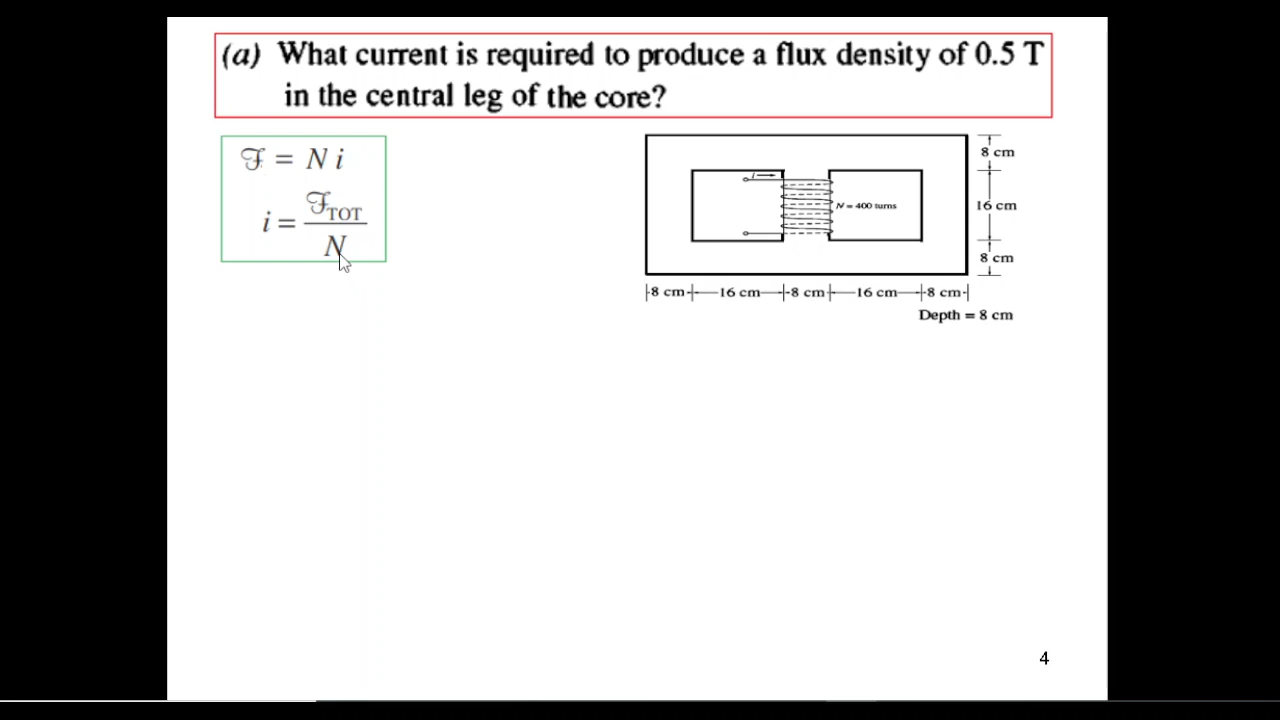 (a) What current is required to produce a flux density of 0.5 T
in the central leg of the core?
ℱ = N i
i = ℱTOT / N
i
N = 400 turns
8 cm
16 cm
8 cm
8 cm 16 cm 8 cm 16 cm 8 cm
Depth = 8 cm
4